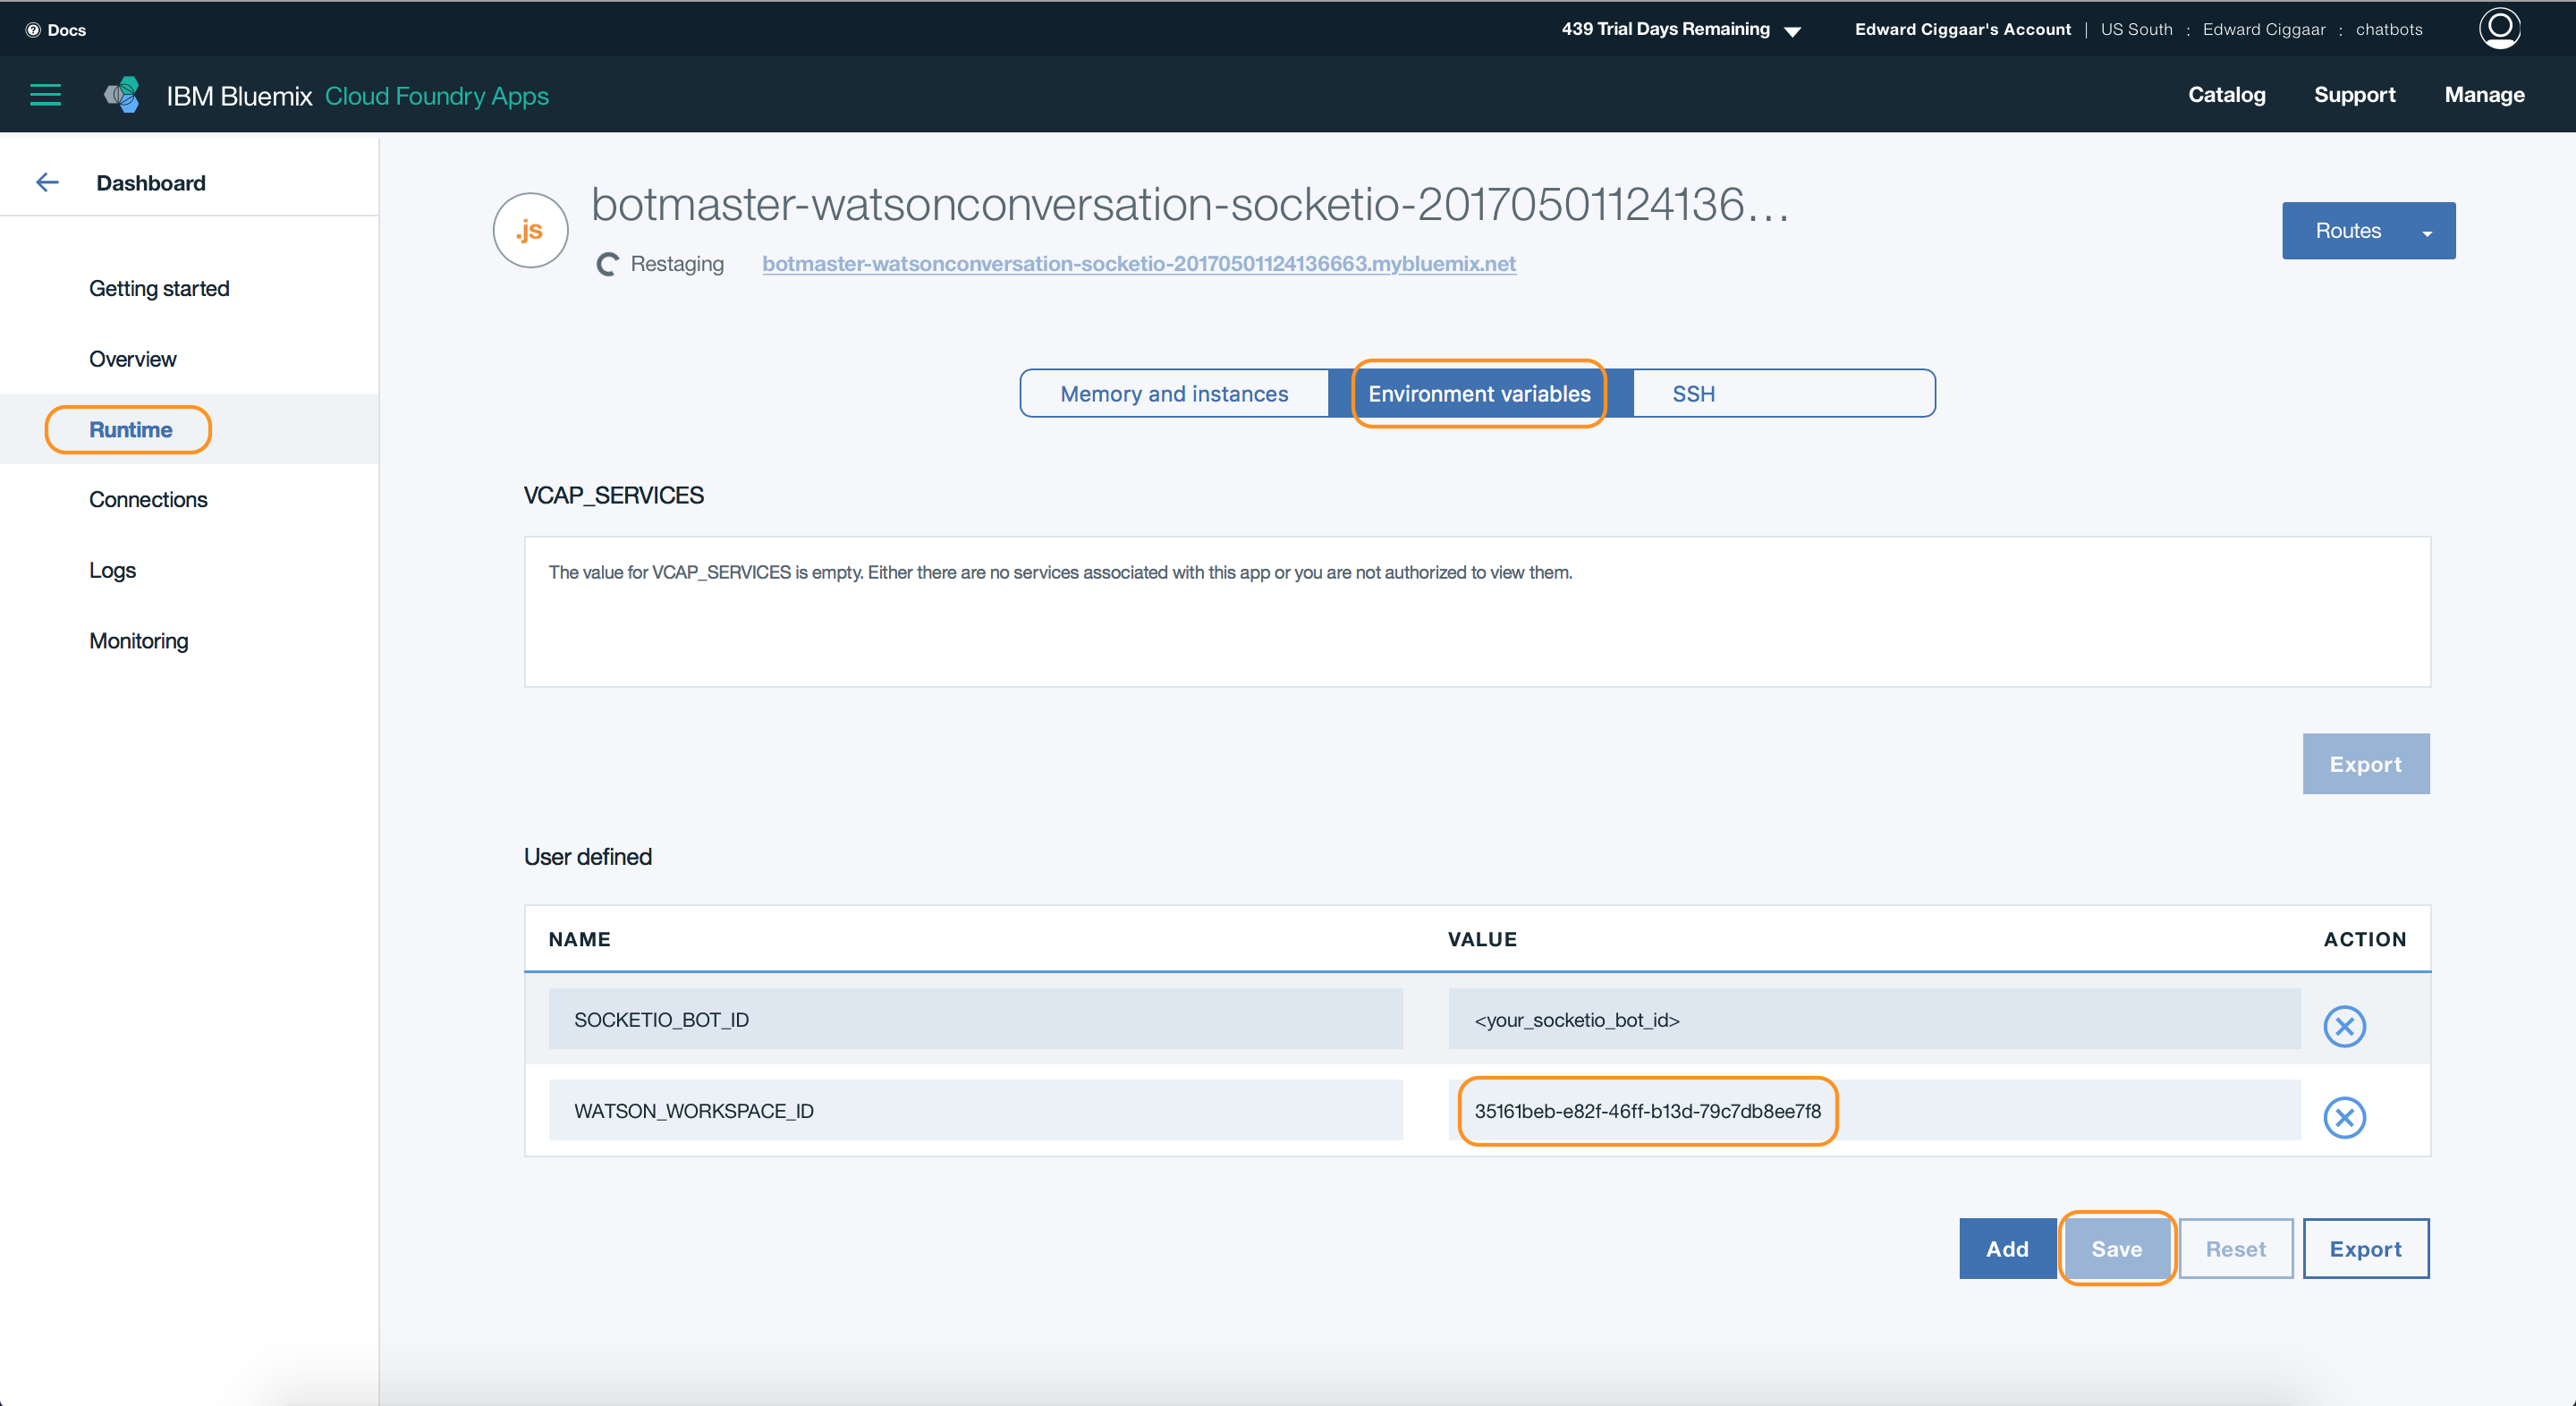 Docs
439 Trial Days Remaining
Edward Ciggaar's Account | US South : Edward Ciggaar : chatbots
IBM Bluemix Cloud Foundry Apps
Catalog
Support
Manage
Dashboard
Getting started
Overview
Runtime
Connections
Logs
Monitoring
.js
botmaster-watsonconversation-socketio-20170501124136...
Restaging
botmaster-watsonconversation-socketio-20170501124136663.mybluemix.net
Routes
Memory and instances
Environment variables
SSH
VCAP_SERVICES
The value for VCAP_SERVICES is empty. Either there are no services associated with this app or you are not authorized to view them.
Export
User defined
NAME VALUE ACTION
SOCKETIO_BOT_ID <your_socketio_bot_id>
WATSON_WORKSPACE_ID 35161beb-e82f-46ff-b13d-79c7db8ee7f8
Add Save Reset Export